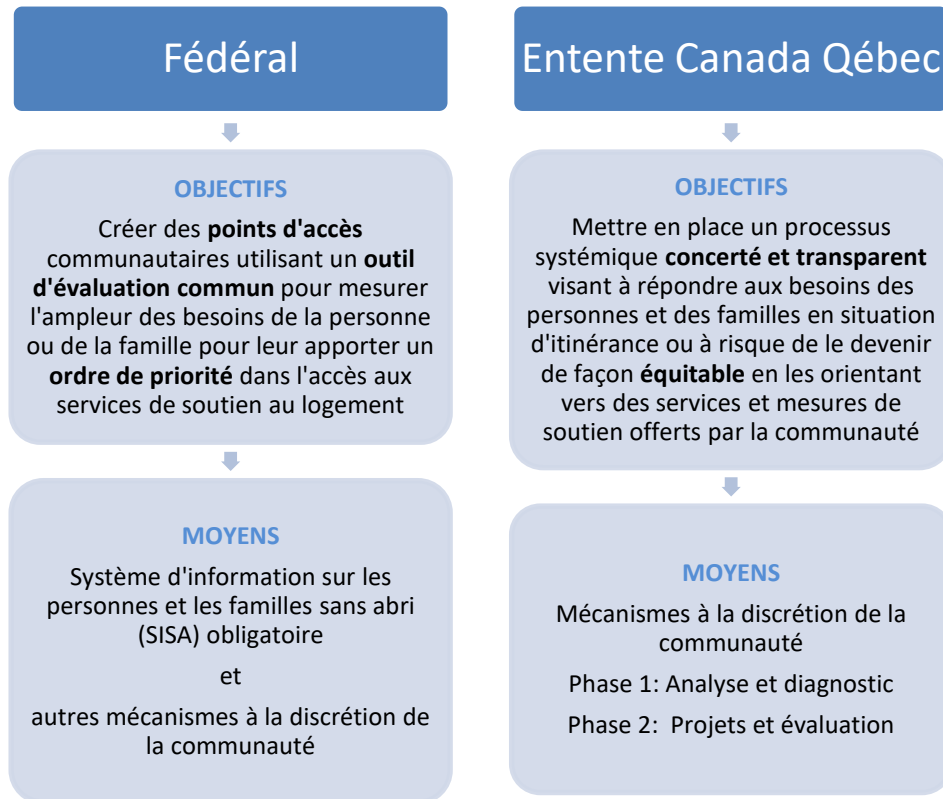 Fédéral
OBJECTIFS
Créer des points d'accès
communautaires utilisant un outil
d'évaluation commun pour mesurer
l'ampleur des besoins de la personne
ou de la famille pour leur apporter un
ordre de priorité dans l'accès aux
services de soutien au logement
MOYENS
Système d'information sur les
personnes et les familles sans abri
(SISA) obligatoire
et
autres mécanismes à la discrétion de
la communauté
Entente Canada Qébec
OBJECTIFS
Mettre en place un processus
systémique concerté et transparent
visant à répondre aux besoins des
personnes et des familles en situation
d'itinérance ou à risque de le devenir
de façon équitable en les orientant
vers des services et mesures de
soutien offerts par la communauté
MOYENS
Mécanismes à la discrétion de la
communauté
Phase 1: Analyse et diagnostic
Phase 2: Projets et évaluation